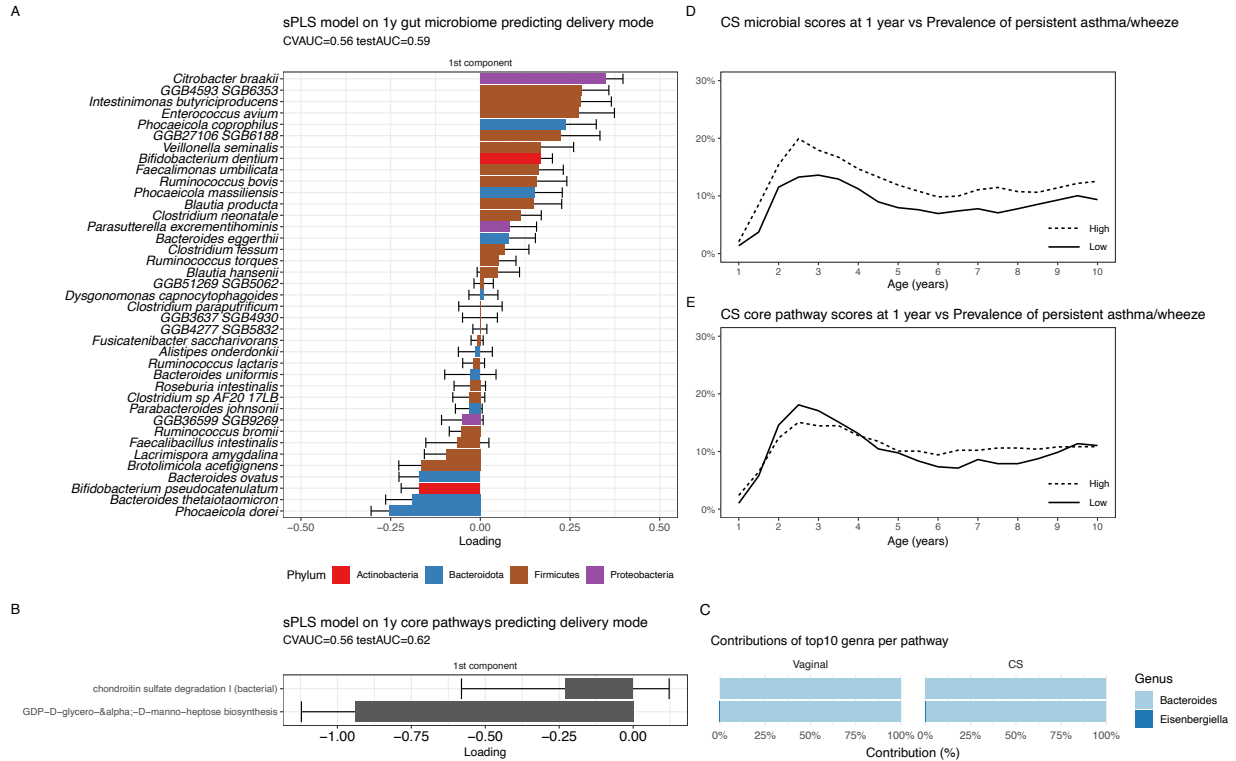 A
sPLS model on 1y gut microbiome predicting delivery mode
CVAUC=0.56 testAUC=0.59
1st component
Citrobacter braakii
GGB4593 SGB6353
Intestinimonas butyriciproducens
Enterococcus avium
Phocaeicola coprophilus
GGB27106 SGB6188
Veillonella seminalis
Bifidobacterium dentium
Faecalimonas umbilicata
Ruminococcus bovis
Phocaeicola massiliensis
Blautia producta
Clostridium neonatale
Parasutterella excrementihominis
Bacteroides eggerthii
Clostridium fessum
Ruminococcus torques
Blautia hansenii
GGB51269 SGB5062
Dysgonomonas capnocytophagoides
Clostridium paraputrificum
GGB3637 SGB4930
GGB4277 SGB5832
Fusicatenibacter saccharivorans
Alistipes onderdonkii
Ruminococcus lactaris
Bacteroides uniformis
Roseburia intestinalis
Clostridium sp AF20 17LB
Parabacteroides johnsonii
GGB36599 SGB9269
Ruminococcus bromii
Faecalibacillus intestinalis
Lacrimispora amygdalina
Brotolimicola acetigignens
Bacteroides ovatus
Bifidobacterium pseudocatenulatum
Bacteroides thetaiotaomicron
Phocaeicola dorei
−0.50 −0.25 0.00 0.25 0.50
Loading
Phylum Actinobacteria Bacteroidota Firmicutes Proteobacteria
B
sPLS model on 1y core pathways predicting delivery mode
CVAUC=0.56 testAUC=0.62
1st component
chondroitin sulfate degradation I (bacterial)
GDP−D−glycero−&alpha;−D−manno−heptose biosynthesis
−1.00 −0.75 −0.50 −0.25 0.00
Loading
D
CS microbial scores at 1 year vs Prevalence of persistent asthma/wheeze
30%
20%
10%
0%
High
Low
1 2 3 4 5 6 7 8 9 10
Age (years)
E
CS core pathway scores at 1 year vs Prevalence of persistent asthma/wheeze
30%
20%
10%
0%
High
Low
1 2 3 4 5 6 7 8 9 10
Age (years)
C
Contributions of top10 genra per pathway
Vaginal CS
0% 25% 50% 75% 100% 0% 25% 50% 75% 100%
Contribution (%)
Genus
Bacteroides
Eisenbergiella